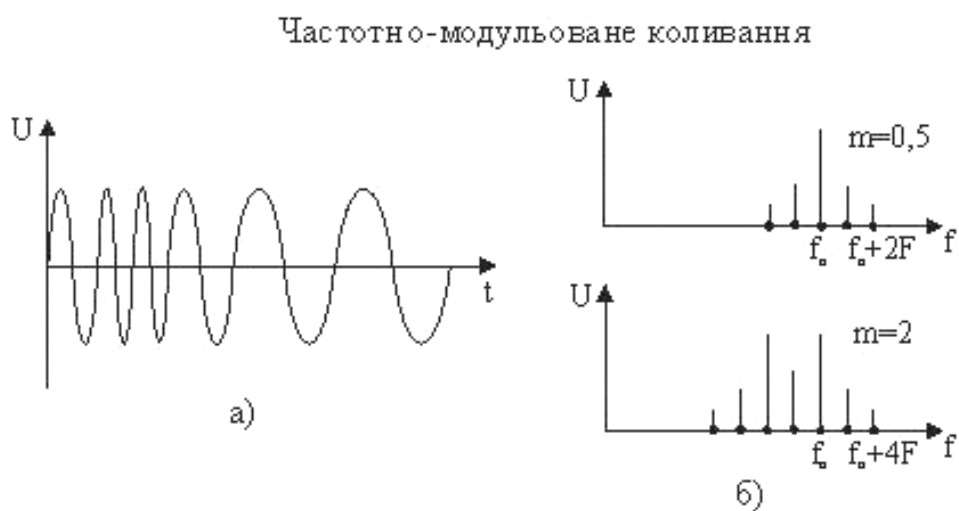 Частотно-модульоване коливання
U
t
а)
U
m=0,5
f₀ f₀+2F f
U
m=2
f₀ f₀+4F f
б)